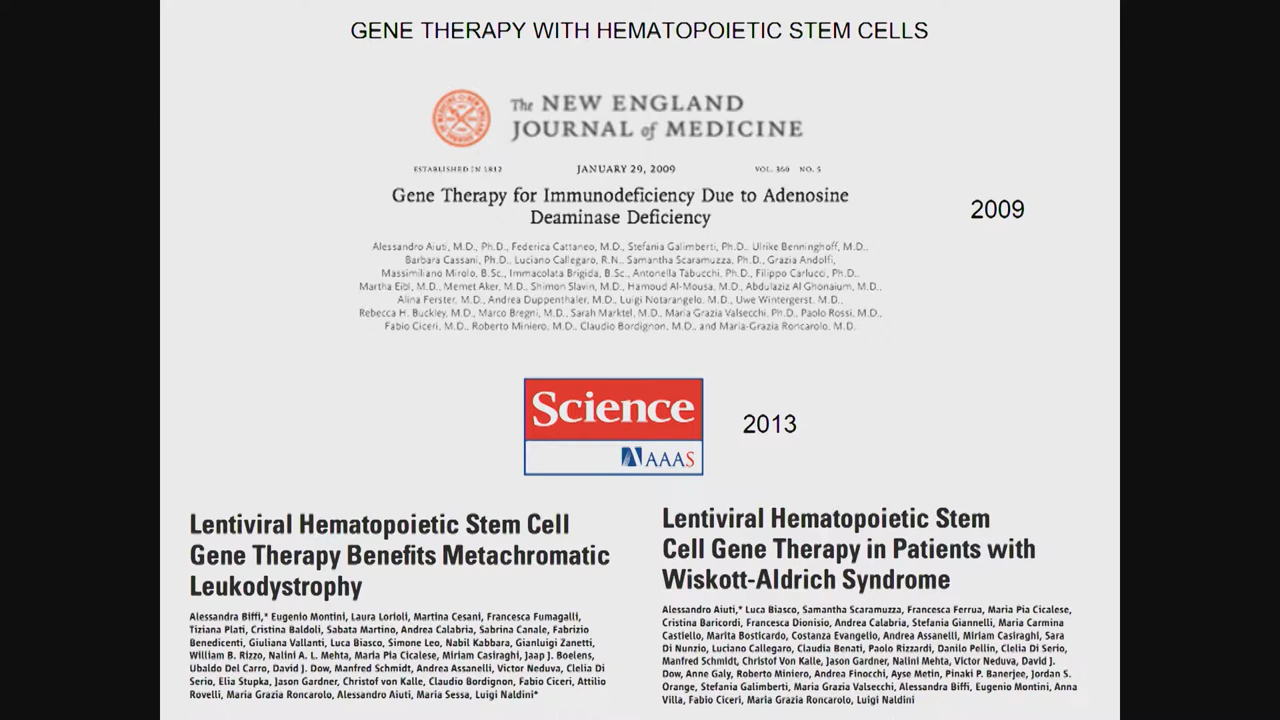 GENE THERAPY WITH HEMATOPOIETIC STEM CELLS
The NEW ENGLAND
JOURNAL of MEDICINE
ESTABLISHED IN 1812 JANUARY 29, 2009 VOL. 360 NO. 5
Gene Therapy for Immunodeficiency Due to Adenosine
Deaminase Deficiency
2009
Alessandro Aiuti, M.D., Ph.D., Federica Cattaneo, M.D., Stefania Galimberti, Ph.D., Ulrike Benninghoff, M.D.,
Barbara Cassani, Ph.D., Luciano Callegaro, R.N., Samantha Scaramuzza, Ph.D., Grazia Andolfi,
Massimiliano Mirolo, B.Sc., Immacolata Brigida, B.Sc., Antonella Tabucchi, Ph.D., Filippo Carlucci, Ph.D.,
Martha Eibl, M.D., Memet Aker, M.D., Shimon Slavin, M.D., Hamoud Al-Mousa, M.D., Abdulaziz Al Ghonaium, M.D.,
Alina Ferster, M.D., Andrea Duppenthaler, M.D., Luigi Notarangelo, M.D., Uwe Wintergerst, M.D.,
Rebecca H. Buckley, M.D., Marco Bregni, M.D., Sarah Marktel, M.D., Maria Grazia Valsecchi, Ph.D., Paolo Rossi, M.D.,
Fabio Ciceri, M.D., Roberto Miniero, M.D., Claudio Bordignon, M.D., and Maria-Grazia Roncarolo, M.D.
Science
AAAS
2013
Lentiviral Hematopoietic Stem Cell
Gene Therapy Benefits Metachromatic
Leukodystrophy
Alessandra Biffi,* Eugenio Montini, Laura Lorioli, Martina Cesani, Francesca Fumagalli,
Tiziana Plati, Cristina Baldoli, Sabata Martino, Andrea Calabria, Sabrina Canale, Fabrizio
Benedicenti, Giuliana Vallanti, Luca Biasco, Simone Leo, Nabil Kabbara, Gianluigi Zanetti,
William B. Rizzo, Nalini A. L. Mehta, Maria Pia Cicalese, Miriam Casiraghi, Jaap J. Boelens,
Ubaldo Del Carro, David J. Dow, Manfred Schmidt, Andrea Assanelli, Victor Neduva, Clelia Di
Serio, Elia Stupka, Jason Gardner, Christof von Kalle, Claudio Bordignon, Fabio Ciceri, Attilio
Rovelli, Maria Grazia Roncarolo, Alessandro Aiuti, Maria Sessa, Luigi Naldini*
Lentiviral Hematopoietic Stem
Cell Gene Therapy in Patients with
Wiskott-Aldrich Syndrome
Alessandro Aiuti,* Luca Biasco, Samantha Scaramuzza, Francesca Ferrua, Maria Pia Cicalese,
Cristina Baricordi, Francesca Dionisio, Andrea Calabria, Stefania Giannelli, Maria Carmina
Castiello, Marita Bosticardo, Costanza Evangelio, Andrea Assanelli, Miriam Casiraghi, Sara
Di Nunzio, Luciano Callegaro, Claudia Benati, Paolo Rizzardi, Danilo Pellin, Clelia Di Serio,
Manfred Schmidt, Christof Von Kalle, Jason Gardner, Nalini Mehta, Victor Neduva, David J.
Dow, Anne Galy, Roberto Miniero, Andrea Finocchi, Ayse Metin, Pinaki P. Banerjee, Jordan S.
Orange, Stefania Galimberti, Maria Grazia Valsecchi, Alessandra Biffi, Eugenio Montini, Anna
Villa, Fabio Ciceri, Maria Grazia Roncarolo, Luigi Naldini